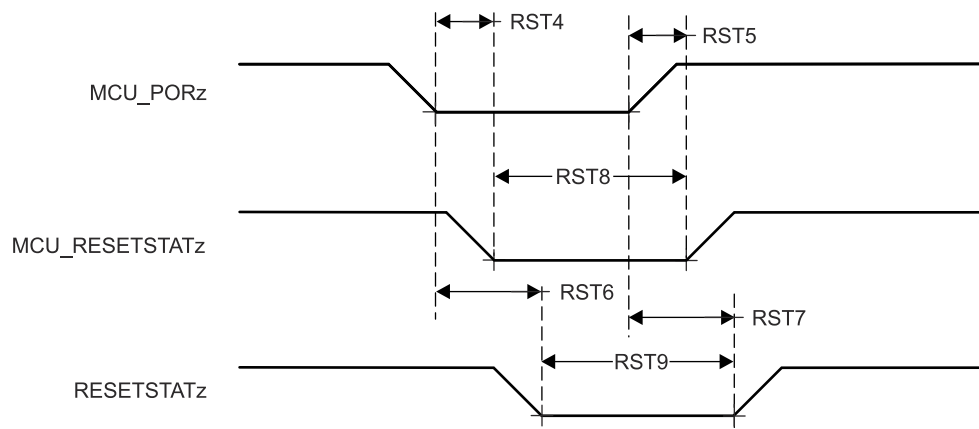 RST4
RST5
MCU_PORz
RST8
MCU_RESETSTATz
RST6
RST7
RST9
RESETSTATz